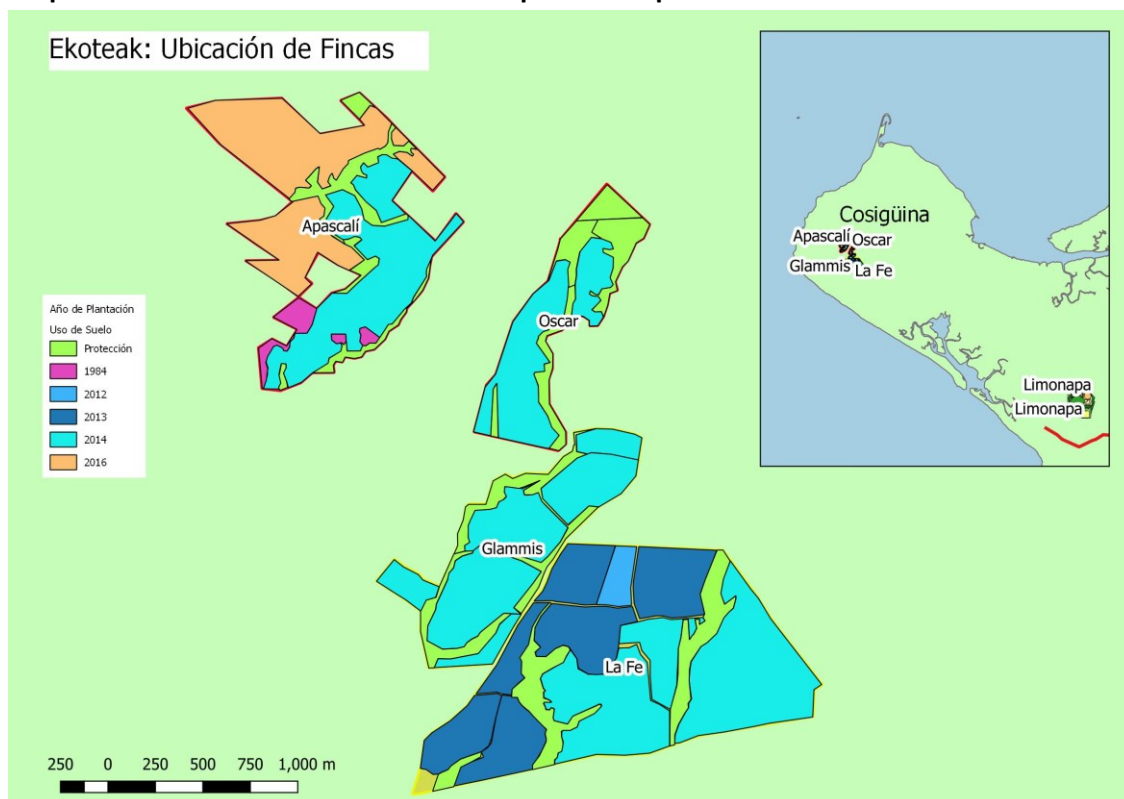 Ekoteak: Ubicación de Fincas
Apascalí
Oscar
Glammis
La Fe
Año de Plantación
Uso de Suelo
Protección
1984
2012
2013
2014
2016
250 0 250 500 750 1,000 m
Cosigüina
Apascalí Oscar
Glammis La Fe
Limonapa
Limonapa